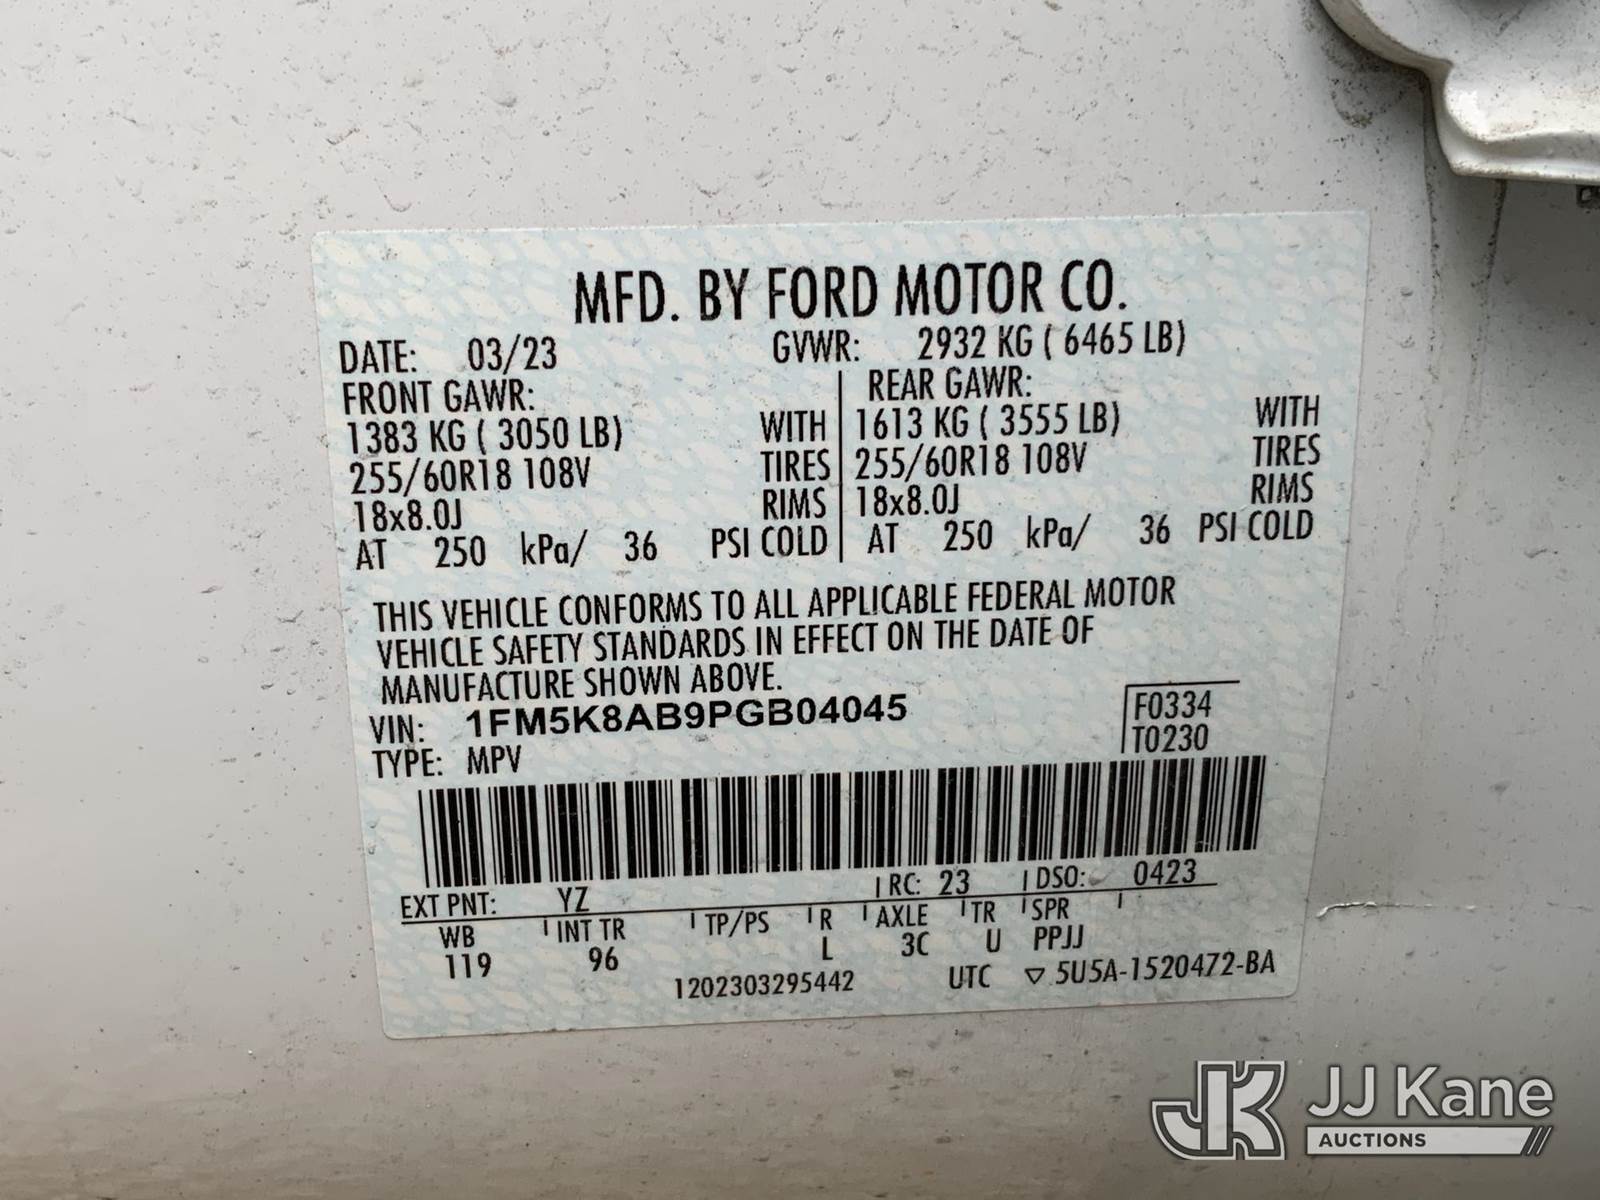 MFD. BY FORD MOTOR CO.
DATE: 03/23 GVWR: 2932 KG ( 6465 LB)
FRONT GAWR: REAR GAWR:
1383 KG ( 3050 LB) WITH 1613 KG ( 3555 LB) WITH
255/60R18 108V TIRES 255/60R18 108V TIRES
18x8.0J RIMS 18x8.0J RIMS
AT 250 kPa/ 36 PSI COLD AT 250 kPa/ 36 PSI COLD
THIS VEHICLE CONFORMS TO ALL APPLICABLE FEDERAL MOTOR
VEHICLE SAFETY STANDARDS IN EFFECT ON THE DATE OF
MANUFACTURE SHOWN ABOVE.
VIN: 1FM5K8AB9PGB04045 F0334
TYPE: MPV T0230
EXT PNT: YZ RC: 23 DSO: 0423
WB INT TR TP/PS R AXLE TR SPR
119 96 L 3C U PPJJ
1202303295442 UTC ▽ 5U5A-1520472-BA
JK JJ Kane
AUCTIONS